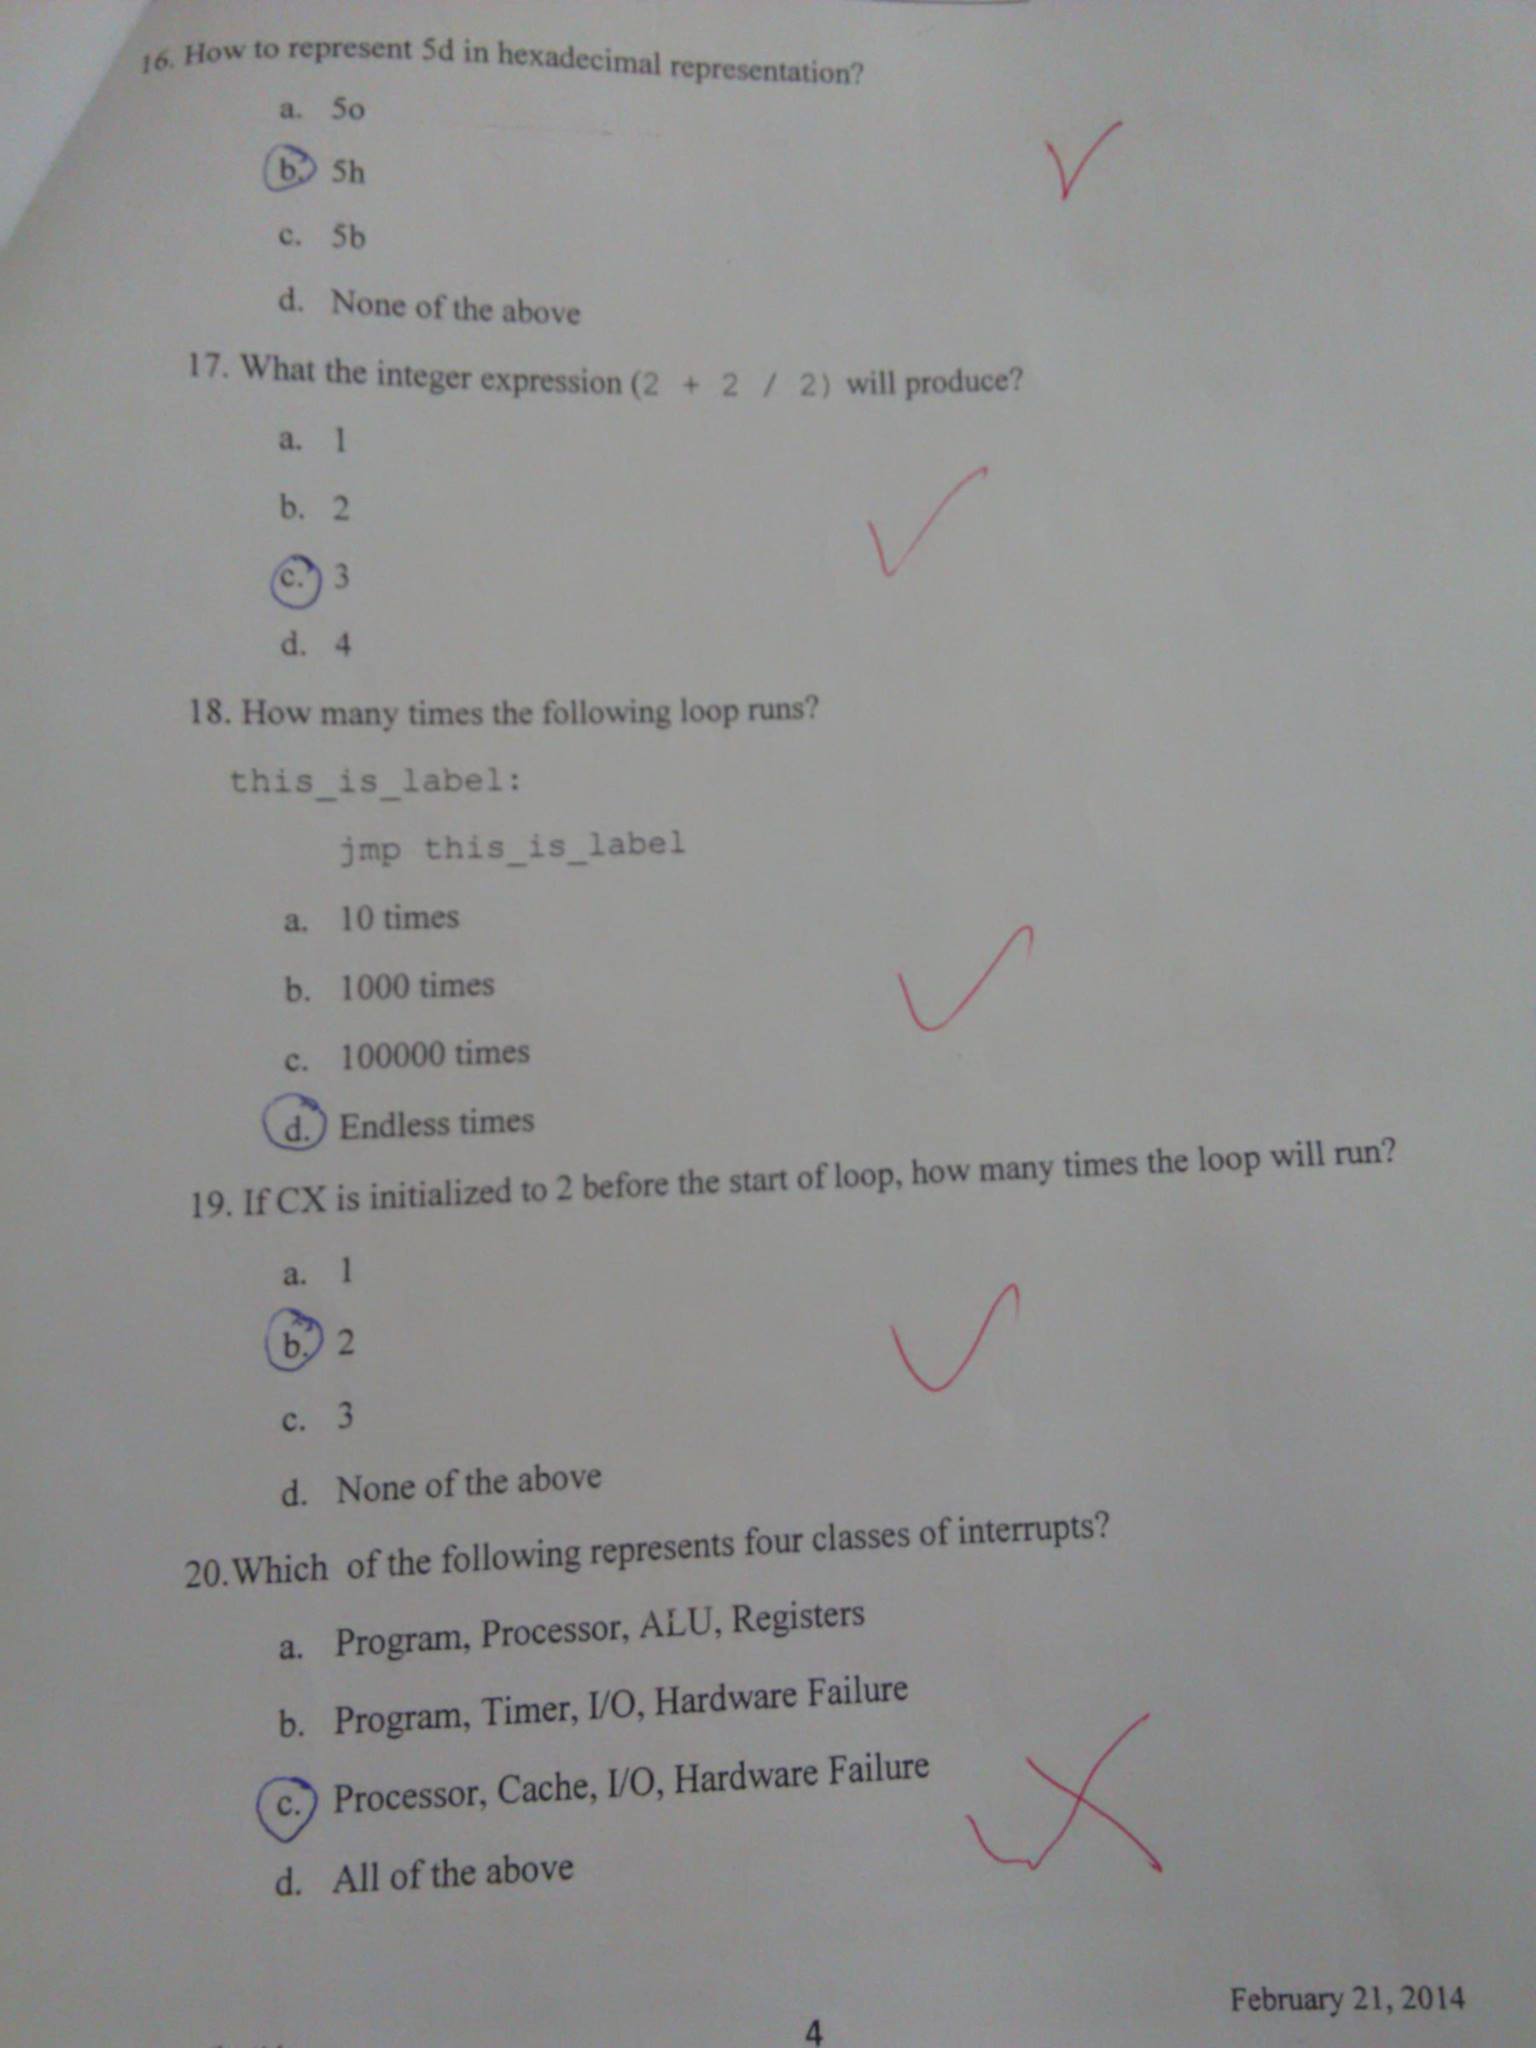 16. How to represent 5d in hexadecimal representation?
a. 5o
b. 5h
c. 5b
d. None of the above
17. What the integer expression (2 + 2 / 2) will produce?
a. 1
b. 2
c. 3
d. 4
18. How many times the following loop runs?
this_is_label:
jmp this_is_label
a. 10 times
b. 1000 times
c. 100000 times
d. Endless times
19. If CX is initialized to 2 before the start of loop, how many times the loop will run?
a. 1
b. 2
c. 3
d. None of the above
20.Which of the following represents four classes of interrupts?
a. Program, Processor, ALU, Registers
b. Program, Timer, I/O, Hardware Failure
c. Processor, Cache, I/O, Hardware Failure
d. All of the above
February 21, 2014
4